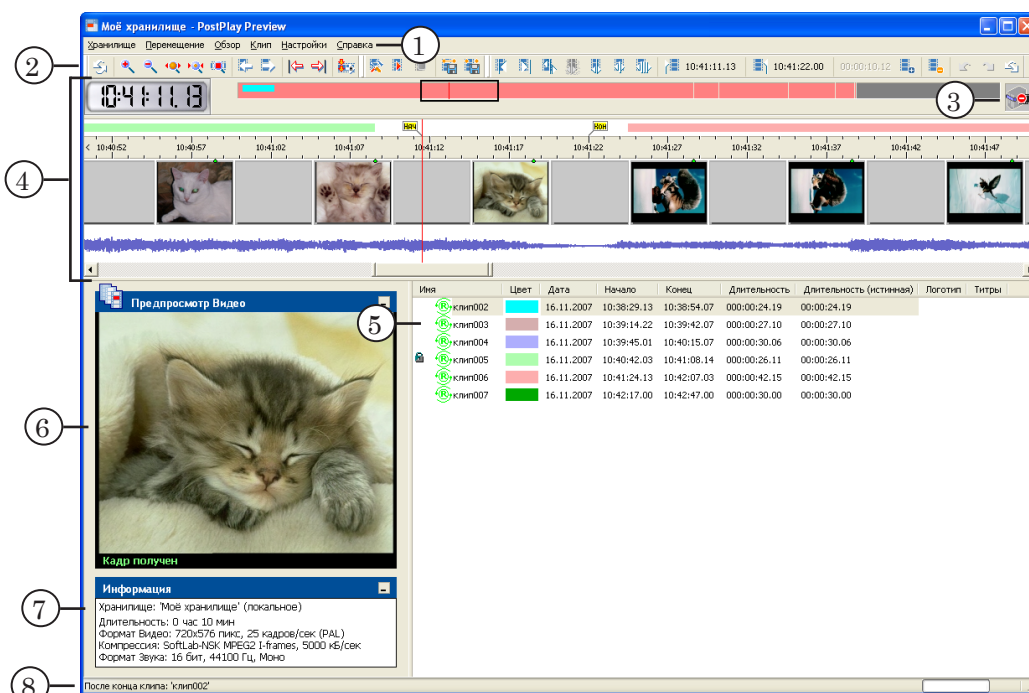 Моё хранилище - PostPlay Preview
Хранилище Перемещение Обзор Клип Настройки Справка
1
2
10:41:11.13 10:41:22.00 00:00:10.12
10:41:11.13
3
Нач Кон
< 10:40:52 10:40:57 10:41:02 10:41:07 10:41:12 10:41:17 10:41:22 10:41:27 10:41:32 10:41:37 10:41:42 10:41:47
4
Имя Цвет Дата Начало Конец Длительность Длительность (истинная) Логотип Титры
R клип002 16.11.2007 10:38:29.13 10:38:54.07 000:00:24.19 00:00:24.19
R клип003 16.11.2007 10:39:14.22 10:39:42.07 000:00:27.10 00:00:27.10
R клип004 16.11.2007 10:39:45.01 10:40:15.07 000:00:30.06 00:00:30.06
R клип005 16.11.2007 10:40:42.03 10:41:08.14 000:00:26.11 00:00:26.11
R клип006 16.11.2007 10:41:24.13 10:42:07.03 000:00:42.15 00:00:42.15
R клип007 16.11.2007 10:42:17.00 10:42:47.00 000:00:30.00 00:00:30.00
5
Предпросмотр Видео
6
Кадр получен
Информация
7
Хранилище: 'Моё хранилище' (локальное)
Длительность: 0 час 10 мин
Формат Видео: 720x576 пикс, 25 кадров/сек (PAL)
Компрессия: SoftLab-NSK MPEG2 I-frames, 5000 кБ/сек
Формат Звука: 16 бит, 44100 Гц, Моно
8
После конца клипа: 'клип002'